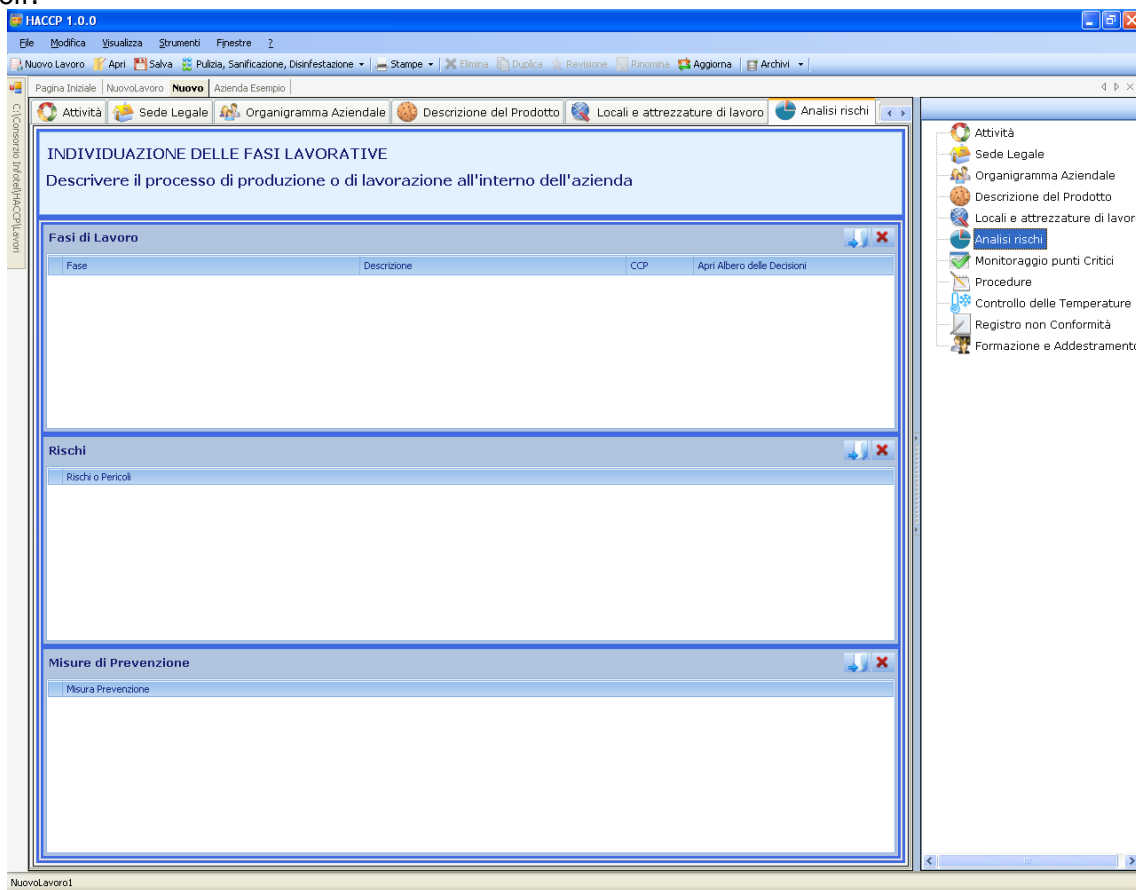 HACCP 1.0.0
File Modifica Visualizza Strumenti Finestre ?
Nuovo Lavoro Apri Salva Pulizia, Sanificazione, Disinfestazione Stampe Elimina Duplica Revisione Rinomina Aggiorna Archivi
Pagina Iniziale NuovoLavoro Nuovo Azienda Esempio
C:\Consorzio Infotel\HACCP\Lavori
Attività Sede Legale Organigramma Aziendale Descrizione del Prodotto Locali e attrezzature di lavoro Analisi rischi
INDIVIDUAZIONE DELLE FASI LAVORATIVE
Descrivere il processo di produzione o di lavorazione all'interno dell'azienda
Fasi di Lavoro
Fase Descrizione CCP Apri Albero delle Decisioni
Rischi
Rischi o Pericoli
Misure di Prevenzione
Misura Prevenzione
Attività
Sede Legale
Organigramma Aziendale
Descrizione del Prodotto
Locali e attrezzature di lavor
Analisi rischi
Monitoraggio punti Critici
Procedure
Controllo delle Temperature
Registro non Conformità
Formazione e Addestramento
NuovoLavoro1